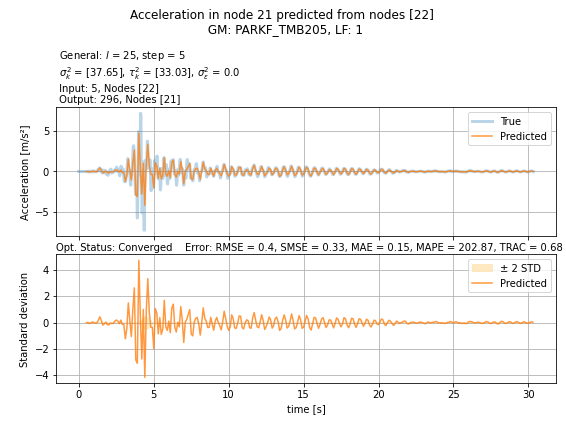 Acceleration in node 21 predicted from nodes [22]
GM: PARKF_TMB205, LF: 1
General: l = 25, step = 5
σ²ₖ = [37.65], τ²ₖ = [33.03], σ²ε = 0.0
Input: 5, Nodes [22]
Output: 296, Nodes [21]
Acceleration [m/s²]
5
0
−5
True
Predicted
Opt. Status: Converged Error: RMSE = 0.4, SMSE = 0.33, MAE = 0.15, MAPE = 202.87, TRAC = 0.68
Standard deviation
4
2
0
−2
−4
± 2 STD
Predicted
0 5 10 15 20 25 30
time [s]